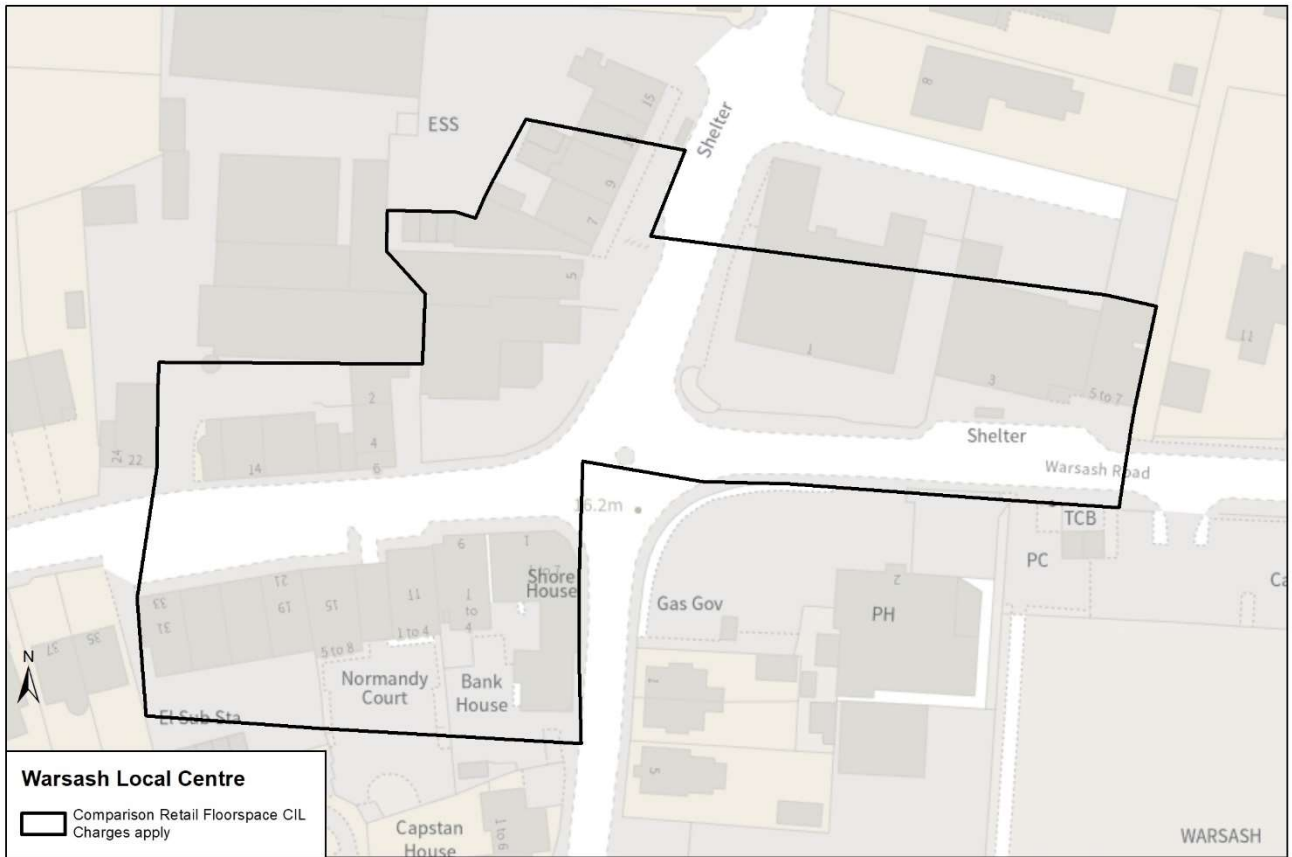 8
15
ESS
Shelter
9
7
5
11
1
3
5 to 7
2
Shelter
24
22
14
4
6
Warsash Road
16.2m
TCB
PC
33
31
21
19
15
11
9
1
1 to 4
Shore
House
Gas Gov
2
PH
37
35
5 to 8
1 to 4
N
Normandy
Court
Bank
House
1
El Sub Sta
5
Warsash Local Centre
Comparison Retail Floorspace CIL
Charges apply
Capstan
House
1 to 6
WARSASH